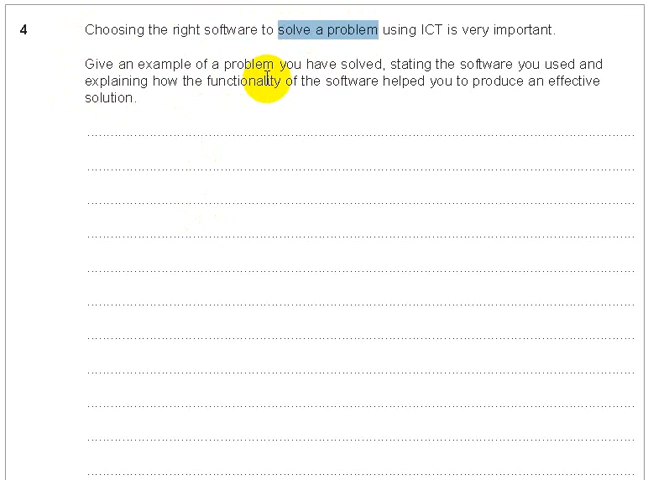 4 Choosing the right software to solve a problem using ICT is very important.
Give an example of a problem you have solved, stating the software you used and
explaining how the functionality of the software helped you to produce an effective
solution.